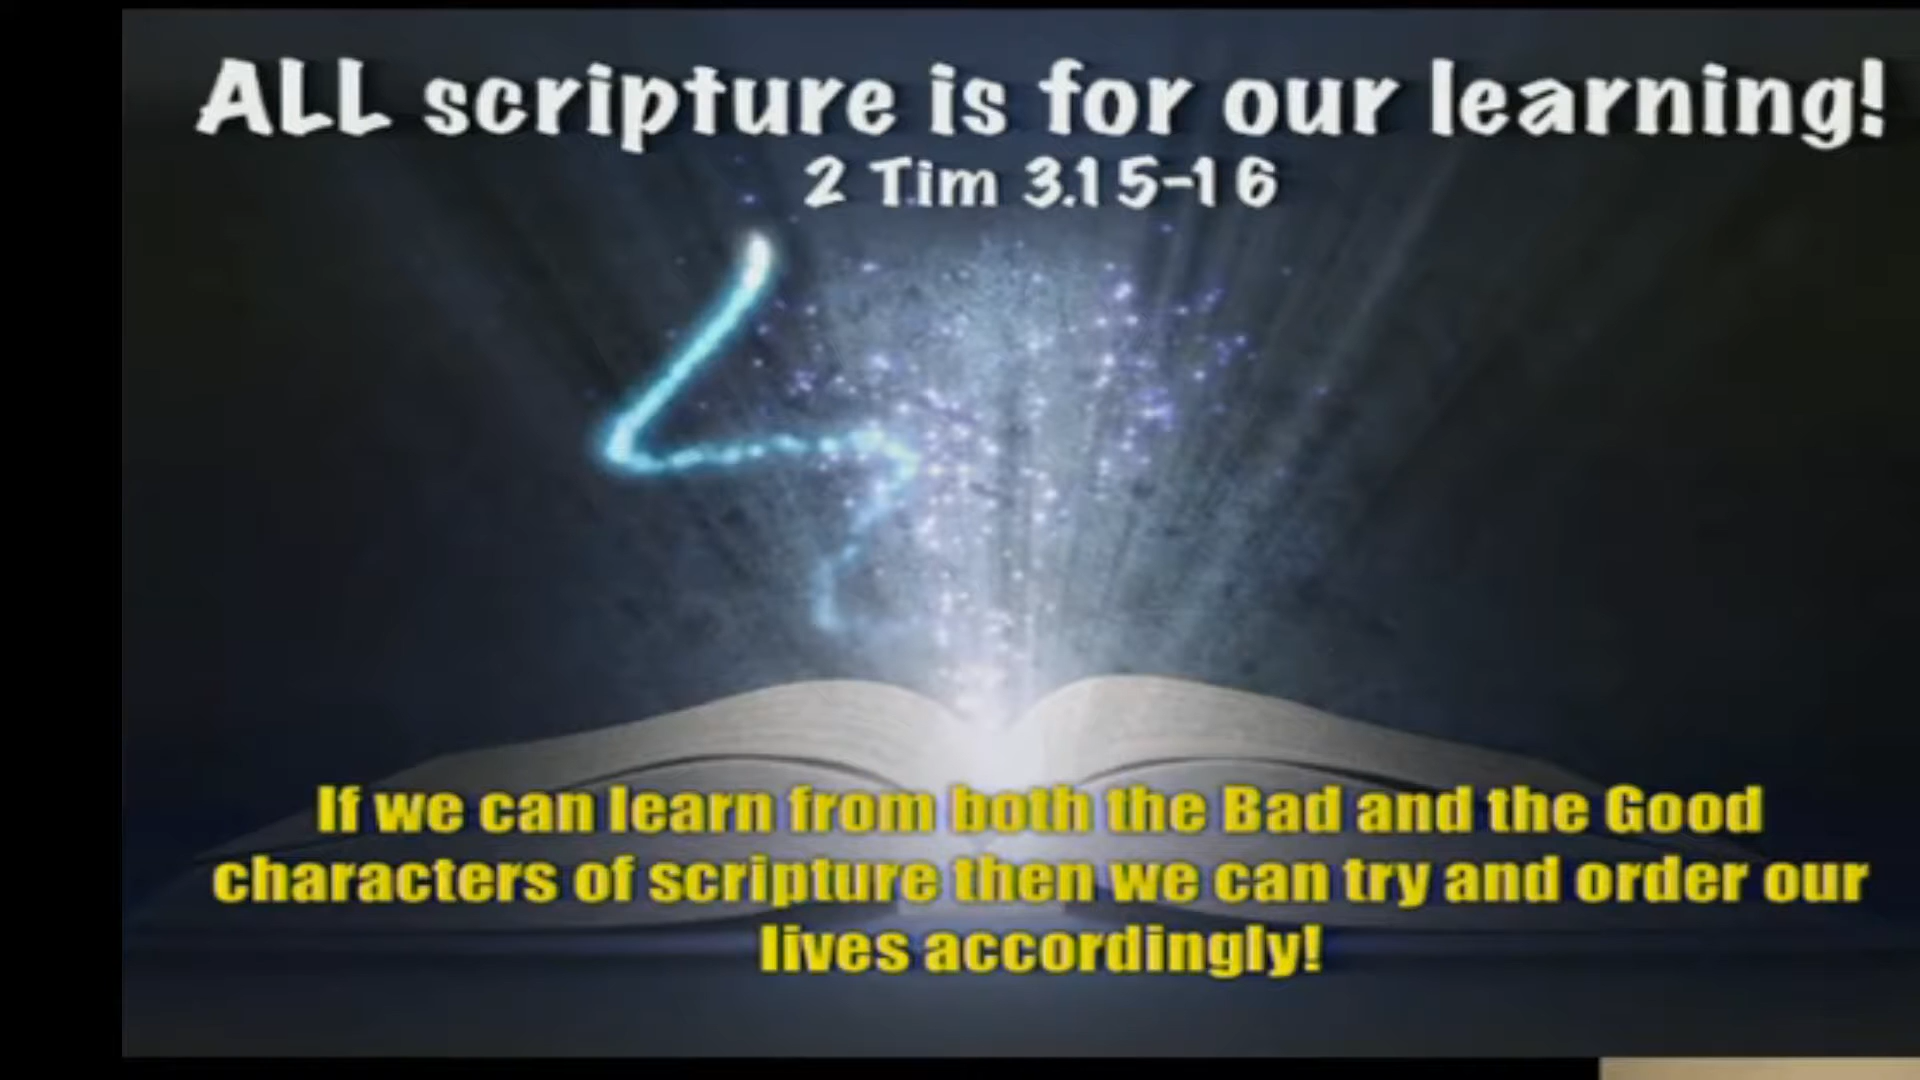 ALL scripture is for our learning!
2 Tim 3.15-16
If we can learn from both the Bad and the Good
characters of scripture then we can try and order our
lives accordingly!